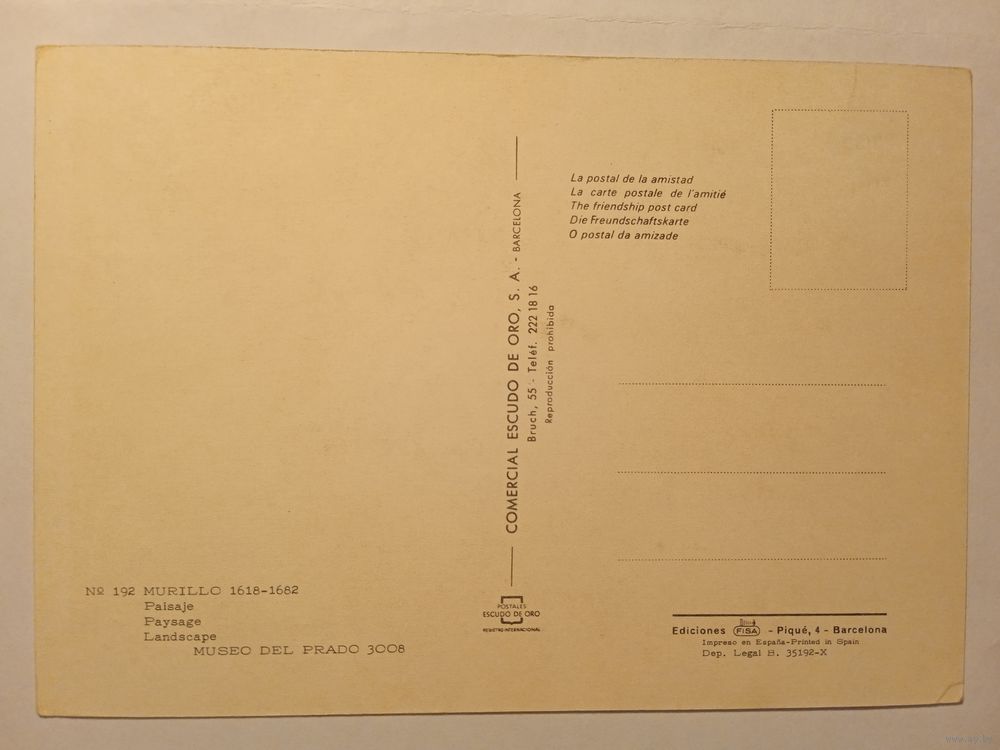 La postal de la amistad
La carte postale de l'amitié
The friendship post card
Die Freundschaftskarte
O postal da amizade
COMERCIAL ESCUDO DE ORO, S. A. - BARCELONA
Bruch, 55 - Teléf. 222 18 16
Reproducción prohibida
Nº 192 MURILLO 1618-1682
Paisaje
Paysage
Landscape
MUSEO DEL PRADO 3008
POSTALES
ESCUDO DE ORO
REGISTRO INTERNACIONAL
Ediciones FISA - Piqué, 4 - Barcelona
Impreso en España-Printed in Spain
Dep. Legal B. 35192-X